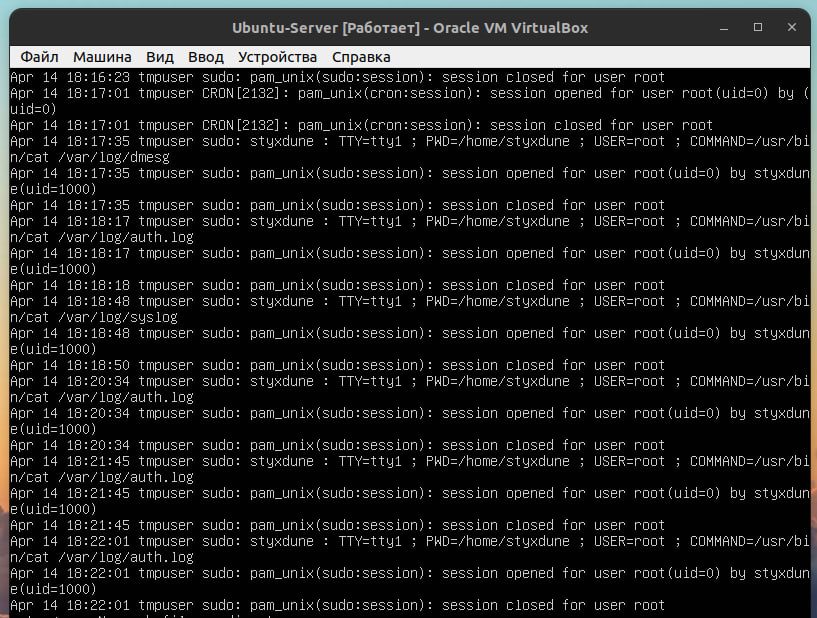 Ubuntu-Server [Работает] - Oracle VM VirtualBox
Файл Машина Вид Ввод Устройства Справка
Apr 14 18:16:23 tmpuser sudo: pam_unix(sudo:session): session closed for user root
Apr 14 18:17:01 tmpuser CRON[2132]: pam_unix(cron:session): session opened for user root(uid=0) by (
uid=0)
Apr 14 18:17:01 tmpuser CRON[2132]: pam_unix(cron:session): session closed for user root
Apr 14 18:17:35 tmpuser sudo: styxdune : TTY=tty1 ; PWD=/home/styxdune ; USER=root ; COMMAND=/usr/bi
n/cat /var/log/dmesg
Apr 14 18:17:35 tmpuser sudo: pam_unix(sudo:session): session opened for user root(uid=0) by styxdun
e(uid=1000)
Apr 14 18:17:35 tmpuser sudo: pam_unix(sudo:session): session closed for user root
Apr 14 18:18:17 tmpuser sudo: styxdune : TTY=tty1 ; PWD=/home/styxdune ; USER=root ; COMMAND=/usr/bi
n/cat /var/log/auth.log
Apr 14 18:18:17 tmpuser sudo: pam_unix(sudo:session): session opened for user root(uid=0) by styxdun
e(uid=1000)
Apr 14 18:18:18 tmpuser sudo: pam_unix(sudo:session): session closed for user root
Apr 14 18:18:48 tmpuser sudo: styxdune : TTY=tty1 ; PWD=/home/styxdune ; USER=root ; COMMAND=/usr/bi
n/cat /var/log/syslog
Apr 14 18:18:48 tmpuser sudo: pam_unix(sudo:session): session opened for user root(uid=0) by styxdun
e(uid=1000)
Apr 14 18:18:50 tmpuser sudo: pam_unix(sudo:session): session closed for user root
Apr 14 18:20:34 tmpuser sudo: styxdune : TTY=tty1 ; PWD=/home/styxdune ; USER=root ; COMMAND=/usr/bi
n/cat /var/log/auth.log
Apr 14 18:20:34 tmpuser sudo: pam_unix(sudo:session): session opened for user root(uid=0) by styxdun
e(uid=1000)
Apr 14 18:20:34 tmpuser sudo: pam_unix(sudo:session): session closed for user root
Apr 14 18:21:45 tmpuser sudo: styxdune : TTY=tty1 ; PWD=/home/styxdune ; USER=root ; COMMAND=/usr/bi
n/cat /var/log/auth.log
Apr 14 18:21:45 tmpuser sudo: pam_unix(sudo:session): session opened for user root(uid=0) by styxdun
e(uid=1000)
Apr 14 18:21:45 tmpuser sudo: pam_unix(sudo:session): session closed for user root
Apr 14 18:22:01 tmpuser sudo: styxdune : TTY=tty1 ; PWD=/home/styxdune ; USER=root ; COMMAND=/usr/bi
n/cat /var/log/auth.log
Apr 14 18:22:01 tmpuser sudo: pam_unix(sudo:session): session opened for user root(uid=0) by styxdun
e(uid=1000)
Apr 14 18:22:01 tmpuser sudo: pam_unix(sudo:session): session closed for user root